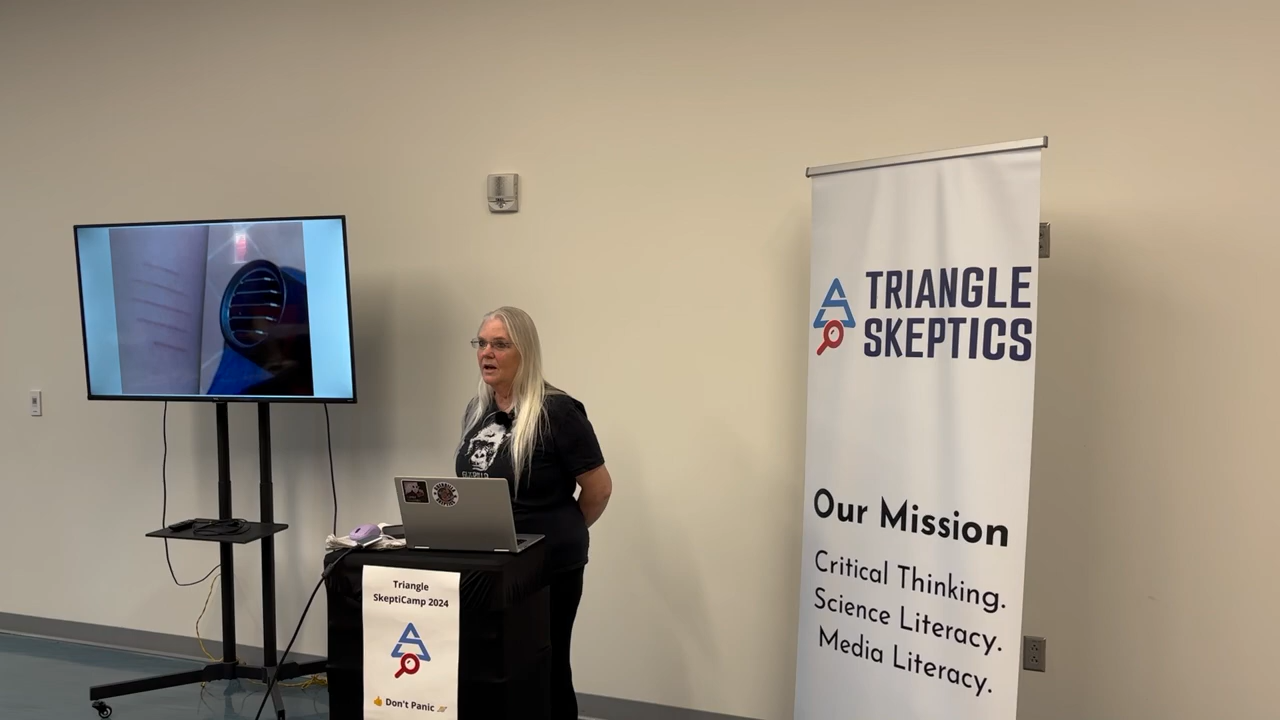 TRIANGLE
SKEPTICS
Our Mission
Critical Thinking.
Science Literacy.
Media Literacy.
Triangle
SkeptiCamp 2024
👍 Don't Panic 🪐